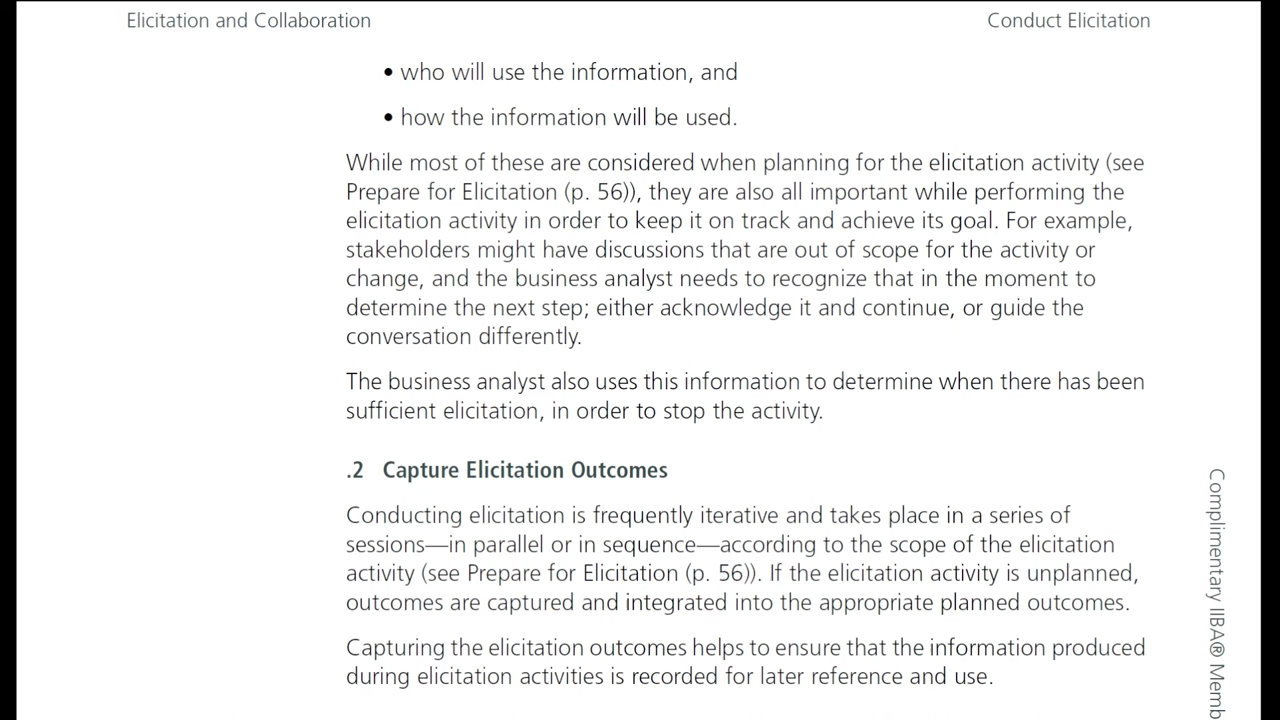 Elicitation and Collaboration
Conduct Elicitation
• who will use the information, and
• how the information will be used.
While most of these are considered when planning for the elicitation activity (see
Prepare for Elicitation (p. 56)), they are also all important while performing the
elicitation activity in order to keep it on track and achieve its goal. For example,
stakeholders might have discussions that are out of scope for the activity or
change, and the business analyst needs to recognize that in the moment to
determine the next step; either acknowledge it and continue, or guide the
conversation differently.
The business analyst also uses this information to determine when there has been
sufficient elicitation, in order to stop the activity.
.2 Capture Elicitation Outcomes
Conducting elicitation is frequently iterative and takes place in a series of
sessions—in parallel or in sequence—according to the scope of the elicitation
activity (see Prepare for Elicitation (p. 56)). If the elicitation activity is unplanned,
outcomes are captured and integrated into the appropriate planned outcomes.
Capturing the elicitation outcomes helps to ensure that the information produced
during elicitation activities is recorded for later reference and use.
Complimentary IIBA® Memb